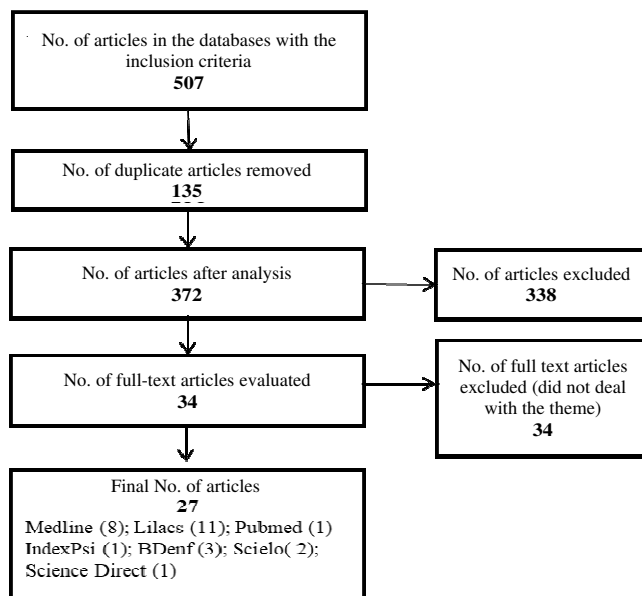 No. of articles in the databases with the
inclusion criteria
507
No. of duplicate articles removed
135
No. of articles after analysis
372
No. of articles excluded
338
No. of full-text articles evaluated
34
No. of full text articles
excluded (did not deal
with the theme)
34
Final No. of articles
27
Medline (8); Lilacs (11); Pubmed (1)
IndexPsi (1); BDenf (3); Scielo( 2);
Science Direct (1)